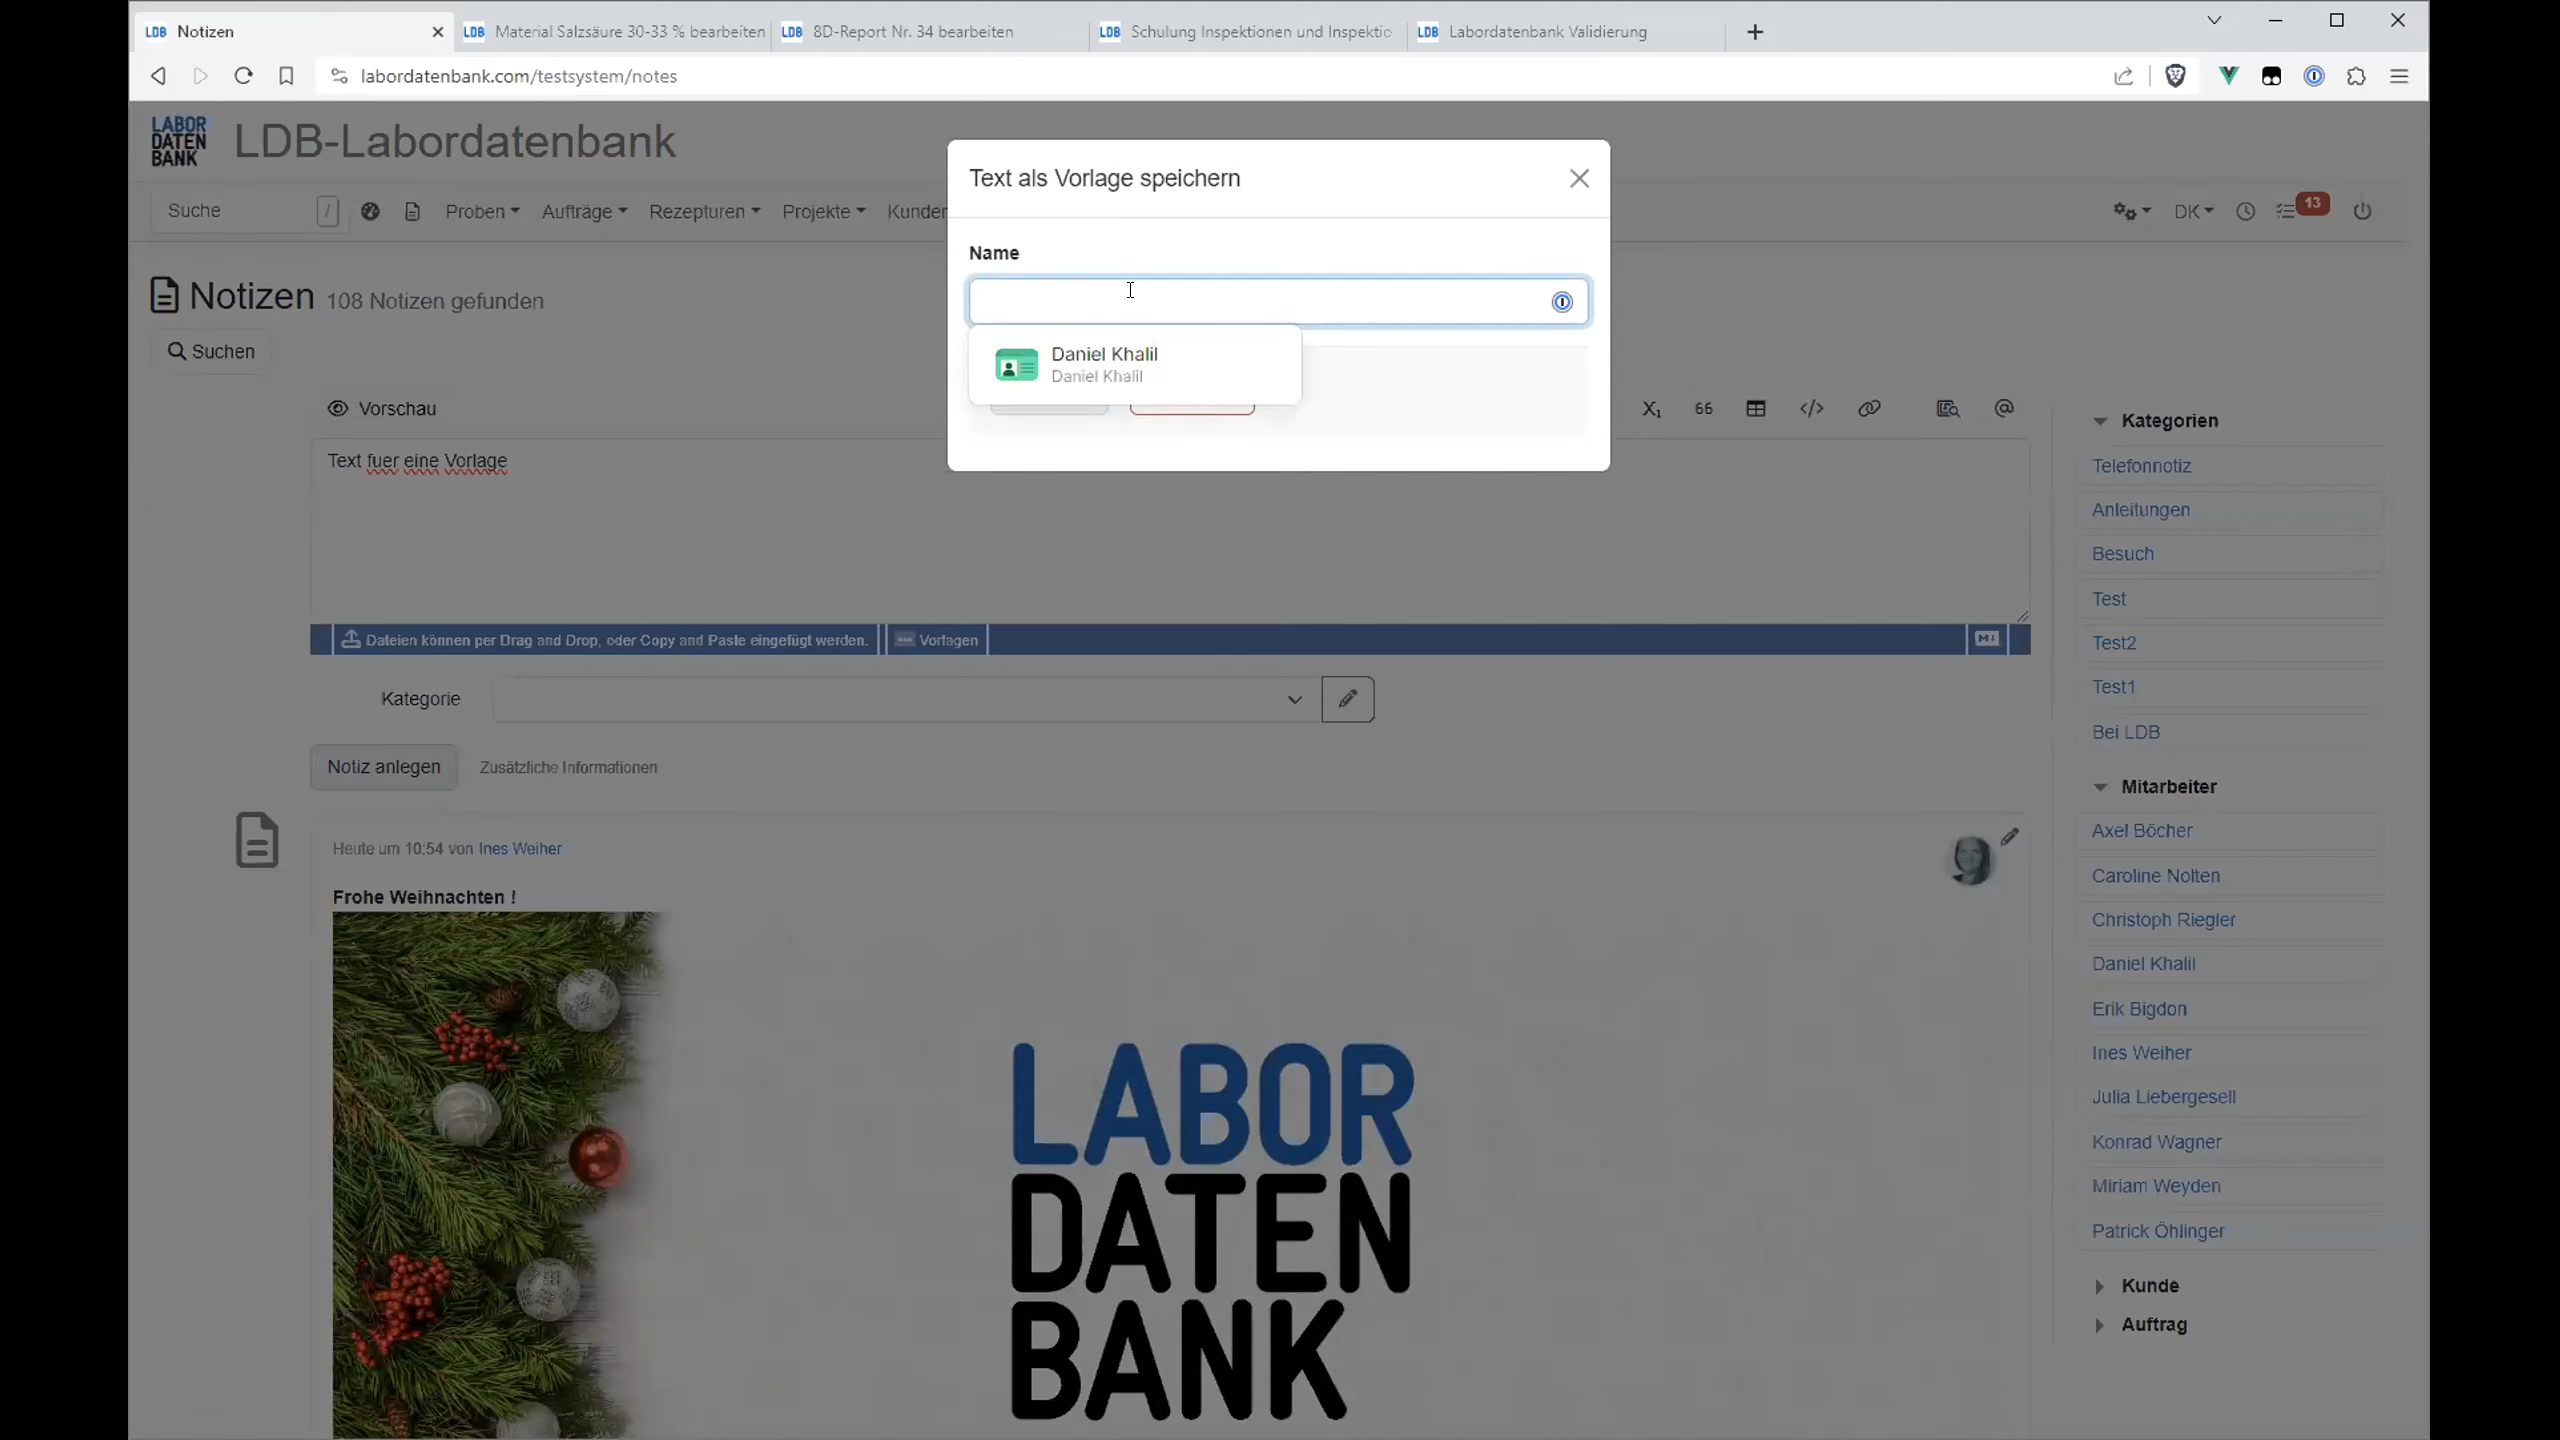 Notizen
Material Salzsäure 30-33 % bearbeiten
8D-Report Nr. 34 bearbeiten
Schulung Inspektionen und Inspektio
Labordatenbank Validierung
labordatenbank.com/testsystem/notes
LABOR
DATEN
BANK
LDB-Labordatenbank
Suche / Proben Aufträge Rezepturen Projekte Kunden DK 13
Text als Vorlage speichern
Name
Daniel Khalil
Daniel Khalil
Notizen 108 Notizen gefunden
Suchen
Vorschau
X₁ 66
Text fuer eine Vorlage
Dateien können per Drag and Drop, oder Copy and Paste eingefügt werden. Vorlagen M↓
Kategorie
Notiz anlegen Zusätzliche Informationen
Heute um 10:54 von Ines Weiher
Frohe Weihnachten !
LABOR
DATEN
BANK
Kategorien
Telefonnotiz
Anleitungen
Besuch
Test
Test2
Test1
Bei LDB
Mitarbeiter
Axel Böcher
Caroline Nolten
Christoph Riegler
Daniel Khalil
Erik Bigdon
Ines Weiher
Julia Liebergesell
Konrad Wagner
Miriam Weyden
Patrick Öhlinger
Kunde
Auftrag